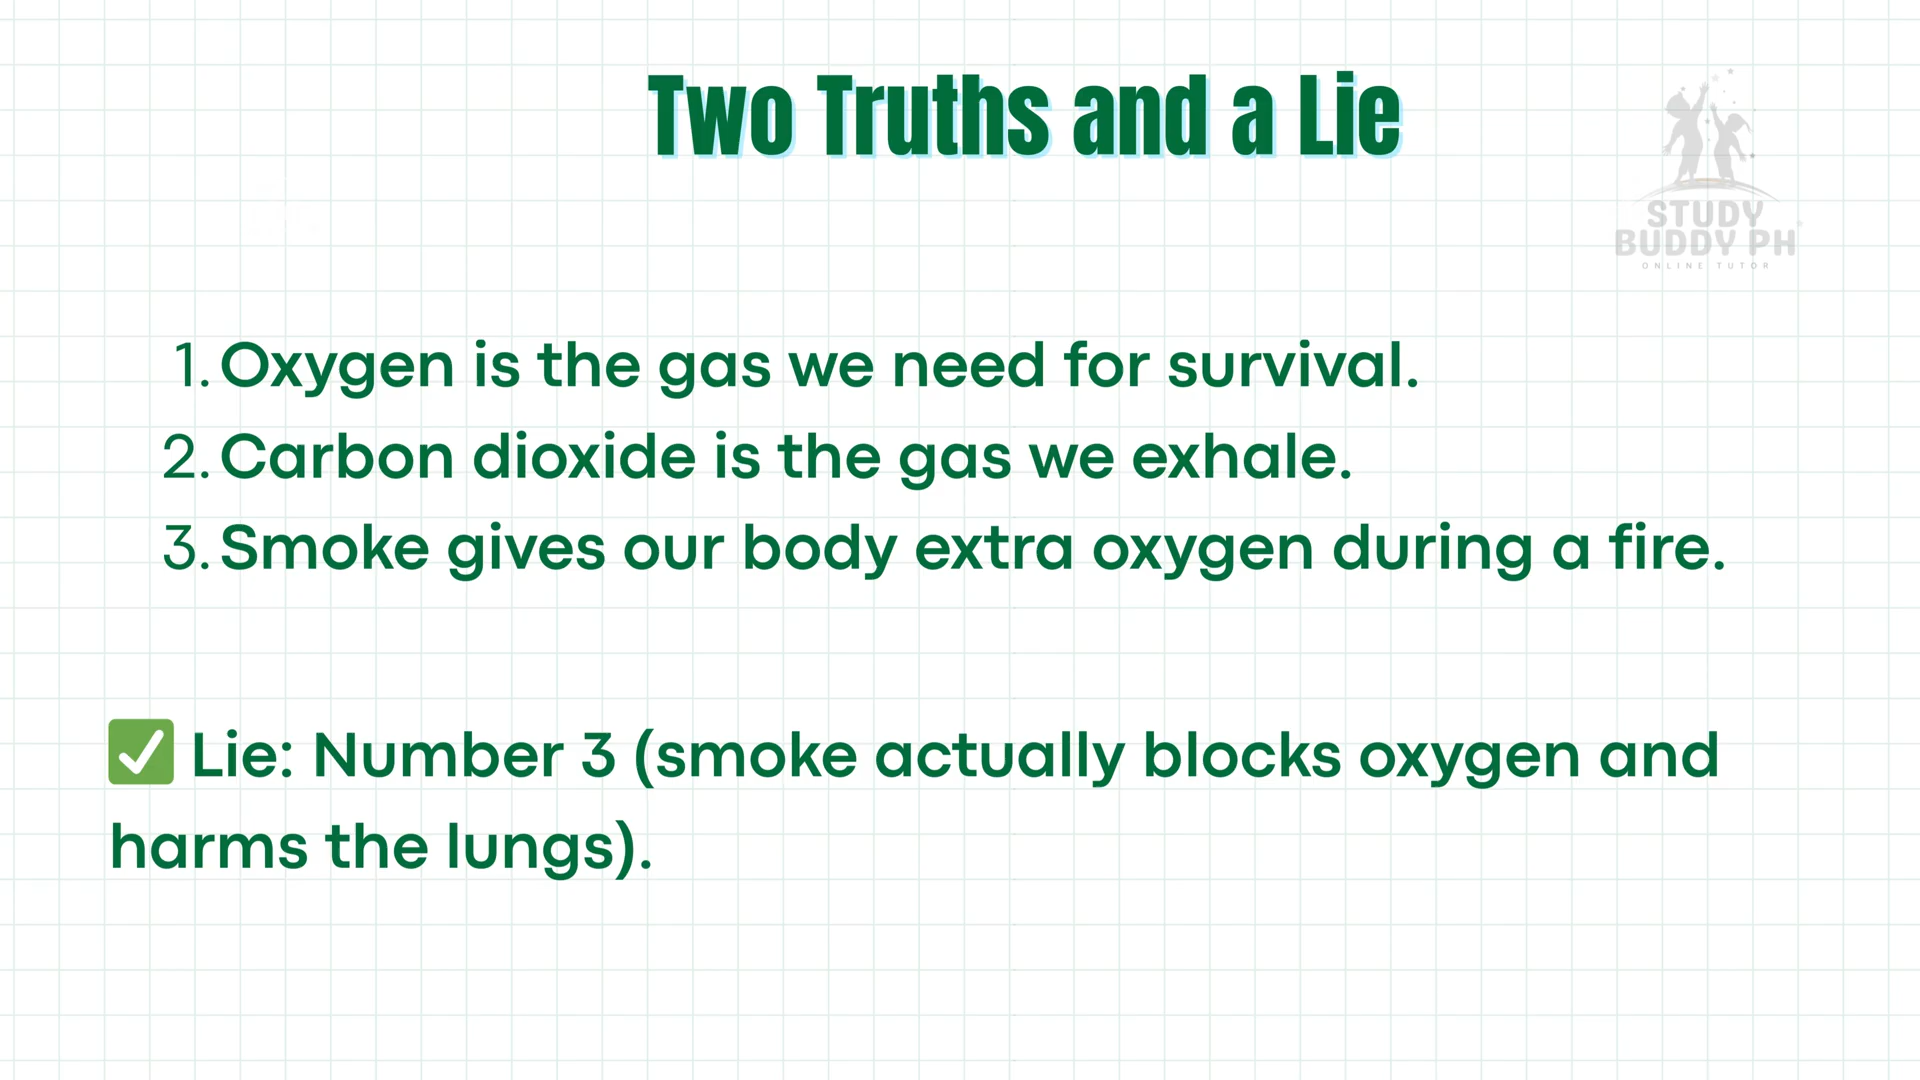 Two Truths and a Lie
STUDY
BUDDY PH
ONLINE TUTOR
1. Oxygen is the gas we need for survival.
2. Carbon dioxide is the gas we exhale.
3. Smoke gives our body extra oxygen during a fire.
✅ Lie: Number 3 (smoke actually blocks oxygen and
harms the lungs).